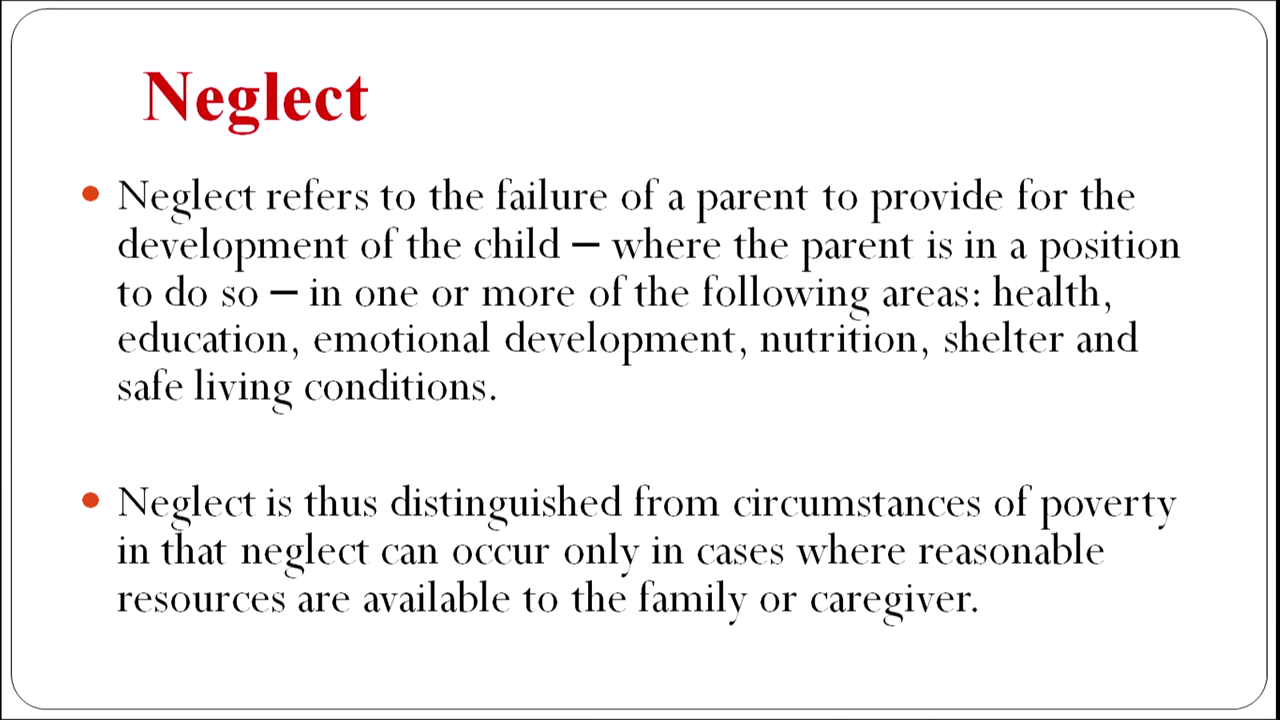 Neglect
• Neglect refers to the failure of a parent to provide for the
development of the child — where the parent is in a position
to do so — in one or more of the following areas: health,
education, emotional development, nutrition, shelter and
safe living conditions.
• Neglect is thus distinguished from circumstances of poverty
in that neglect can occur only in cases where reasonable
resources are available to the family or caregiver.